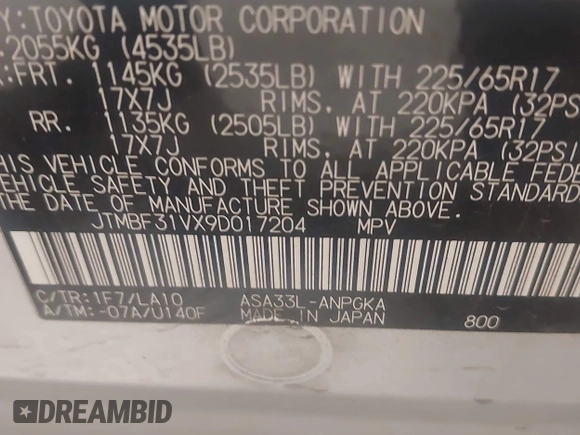 Y:TOYOTA MOTOR CORPORATION
2055KG (4535LB)
R:FRT. 1145KG (2535LB) WITH 225/65R17
17X7J RIMS, AT 220KPA (32PS
RR. 1135KG (2505LB) WITH 225/65R17
17X7J RIMS, AT 220KPA (32PSI
HIS VEHICLE CONFORMS TO ALL APPLICABLE FEDE
VEHICLE SAFETY AND THEFT PREVENTION STANDARD
THE DATE OF MANUFACTURE SHOWN ABOVE.
JTMBF31VX9D017204 MPV
C/TR:1F7/LA10 ASA33L-ANPGKA
A/TM:-07A/U140F MADE IN JAPAN 800
DREAMBID